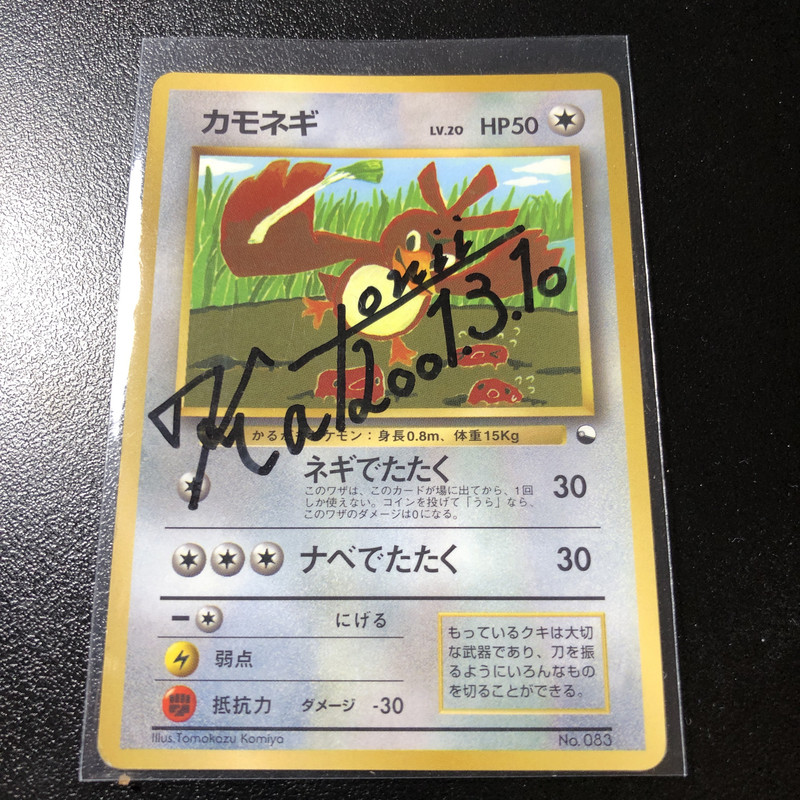 カモネギ LV.20 HP50
orii
Kat 2001.3.10
ポケモン：身長0.8m、体重15Kg
ネギでたたく 30
このワザは、このカードが場に出てから、1回
しか使えない。コインを投げて「うら」なら、
このワザのダメージは0になる。
ナベでたたく 30
にげる
弱点
抵抗力 ダメージ -30
もっているクキは大切
な武器であり、刀を振
るようにいろんなもの
を切ることができる。
Illus.Tomokazu Komiya
No. 083